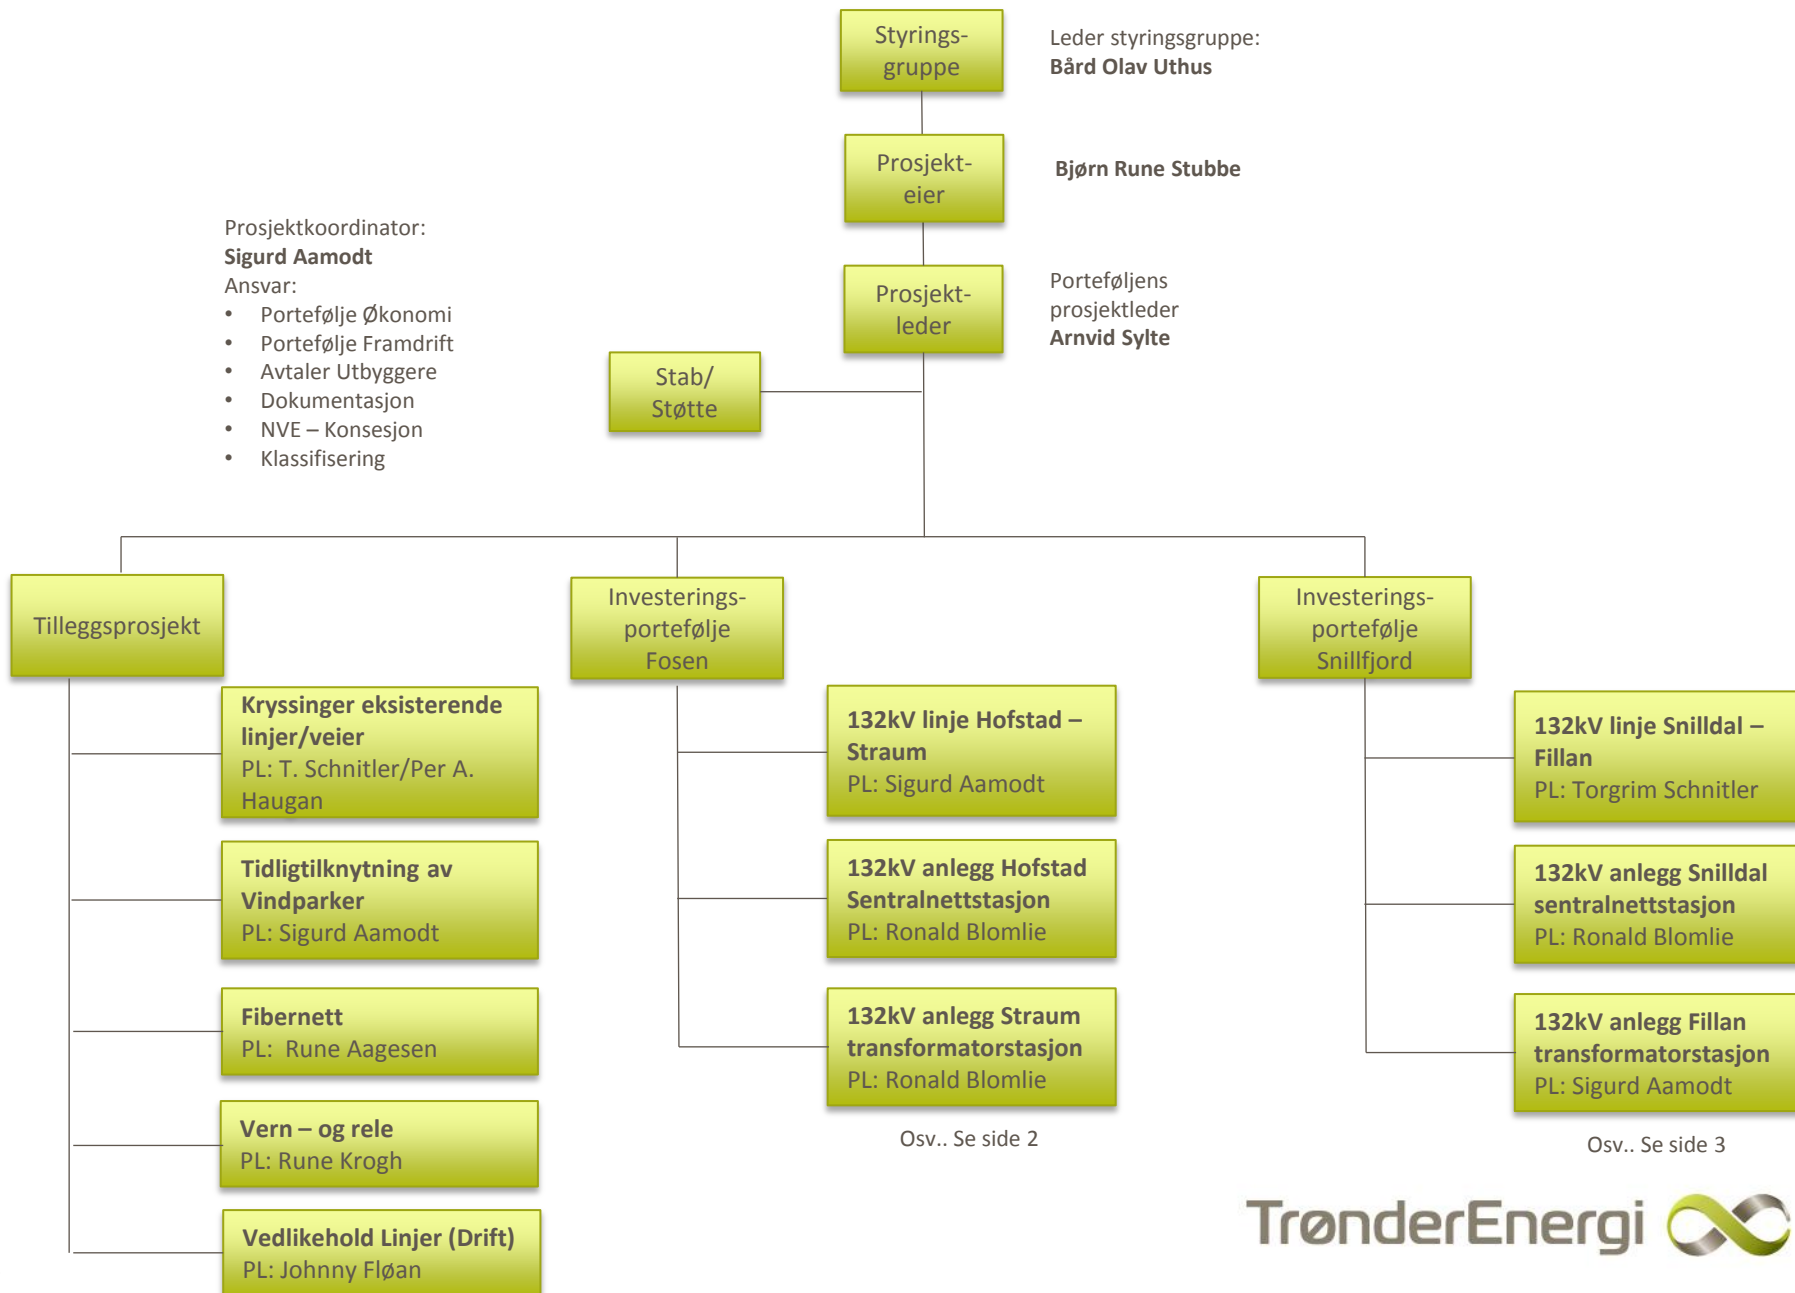 Styrings-
gruppe
Leder styringsgruppe:
Bård Olav Uthus
Prosjekt-
eier
Bjørn Rune Stubbe
Prosjektkoordinator:
Sigurd Aamodt
Ansvar:
• Portefølje Økonomi
• Portefølje Framdrift
• Avtaler Utbyggere
• Dokumentasjon
• NVE – Konsesjon
• Klassifisering
Prosjekt-
leder
Porteføljens
prosjektleder
Arnvid Sylte
Stab/
Støtte
Tilleggsprosjekt
Kryssinger eksisterende
linjer/veier
PL: T. Schnitler/Per A.
Haugan
Tidligtilknytning av
Vindparker
PL: Sigurd Aamodt
Fibernett
PL: Rune Aagesen
Vern – og rele
PL: Rune Krogh
Vedlikehold Linjer (Drift)
PL: Johnny Fløan
Investerings-
portefølje
Fosen
132kV linje Hofstad –
Straum
PL: Sigurd Aamodt
132kV anlegg Hofstad
Sentralnettstasjon
PL: Ronald Blomlie
132kV anlegg Straum
transformatorstasjon
PL: Ronald Blomlie
Osv.. Se side 2
Investerings-
portefølje
Snillfjord
132kV linje Snilldal –
Fillan
PL: Torgrim Schnitler
132kV anlegg Snilldal
sentralnettstasjon
PL: Ronald Blomlie
132kV anlegg Fillan
transformatorstasjon
PL: Sigurd Aamodt
Osv.. Se side 3
TrønderEnergi